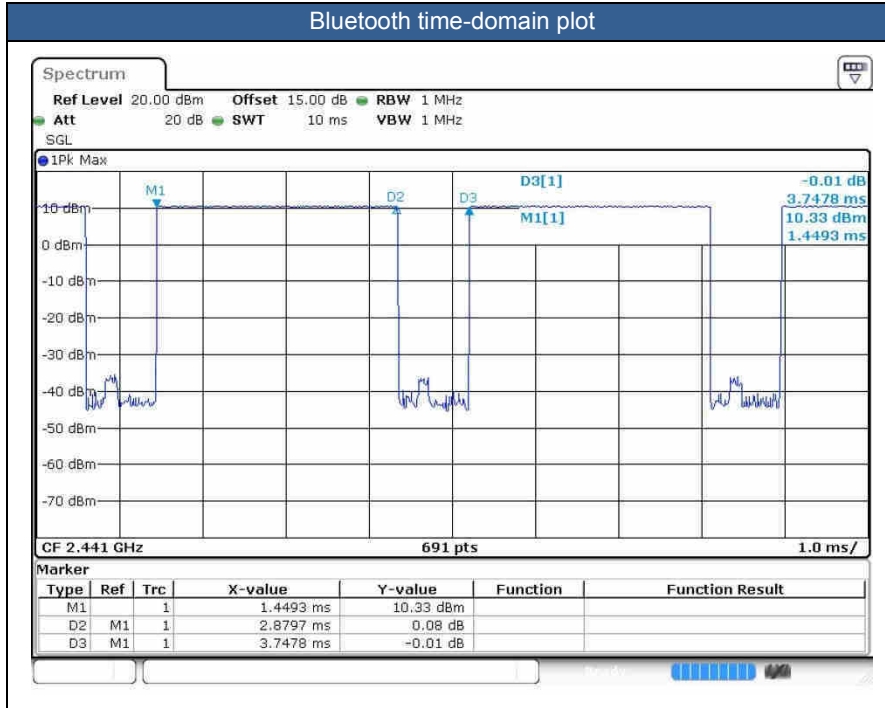 Bluetooth time-domain plot
Spectrum
Ref Level 20.00 dBm Offset 15.00 dB RBW 1 MHz
Att 20 dB SWT 10 ms VBW 1 MHz
SGL
1Pk Max
D3[1] -0.01 dB
3.7478 ms
M1[1] 10.33 dBm
1.4493 ms
M1
D2
D3
10 dBm
0 dBm
-10 dBm
-20 dBm
-30 dBm
-40 dBm
-50 dBm
-60 dBm
-70 dBm
CF 2.441 GHz 691 pts 1.0 ms/
Marker
Type Ref Trc X-value Y-value Function Function Result
M1 1 1.4493 ms 10.33 dBm
D2 M1 1 2.8797 ms 0.08 dB
D3 M1 1 3.7478 ms -0.01 dB